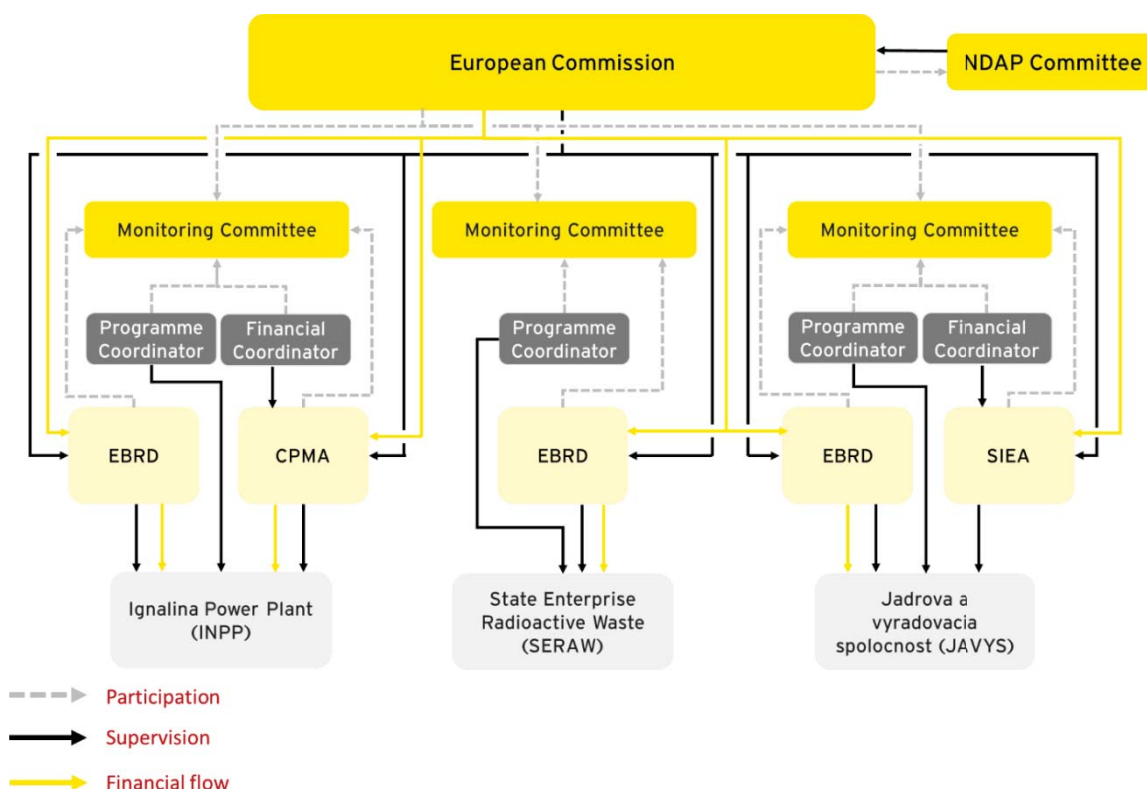 European Commission
NDAP Committee
Monitoring Committee
Monitoring Committee
Monitoring Committee
Programme
Coordinator
Financial
Coordinator
Programme
Coordinator
Programme
Coordinator
Financial
Coordinator
EBRD
CPMA
EBRD
EBRD
SIEA
Ignalina Power Plant
(INPP)
State Enterprise
Radioactive Waste
(SERAW)
Jadrova a
vyradovacia
spolocnost (JAVYS)
Participation
Supervision
Financial flow